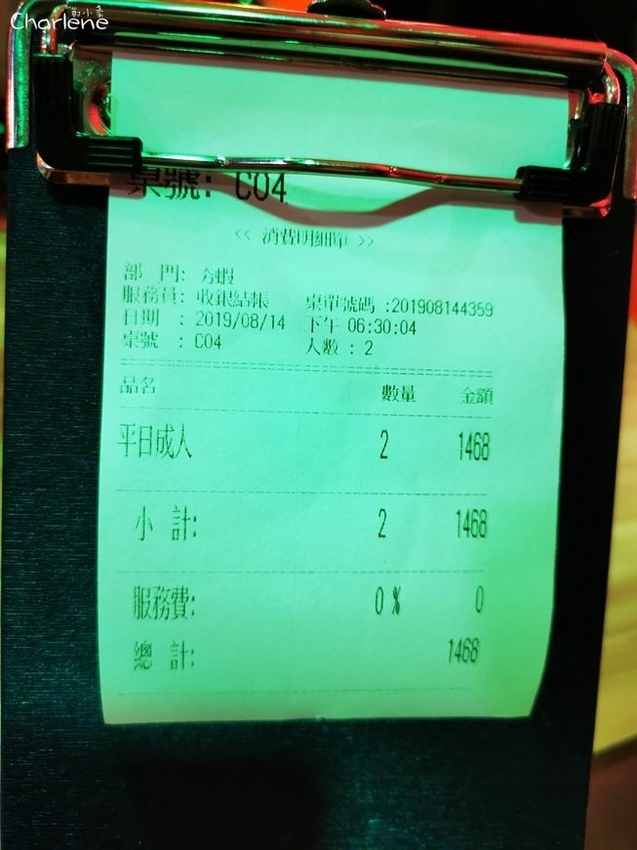 Charlene
桌號: C04
<< 消費明細單 >>
部 門:
服務員: 收銀結帳 桌單號碼 :201908144359
日期 : 2019/08/14 下午 06:30:04
桌號 : C04 人數 : 2
品名 數量 金額
平日成人 2 1468
小 計: 2 1468
服務費: 0 % 0
總 計: 1468